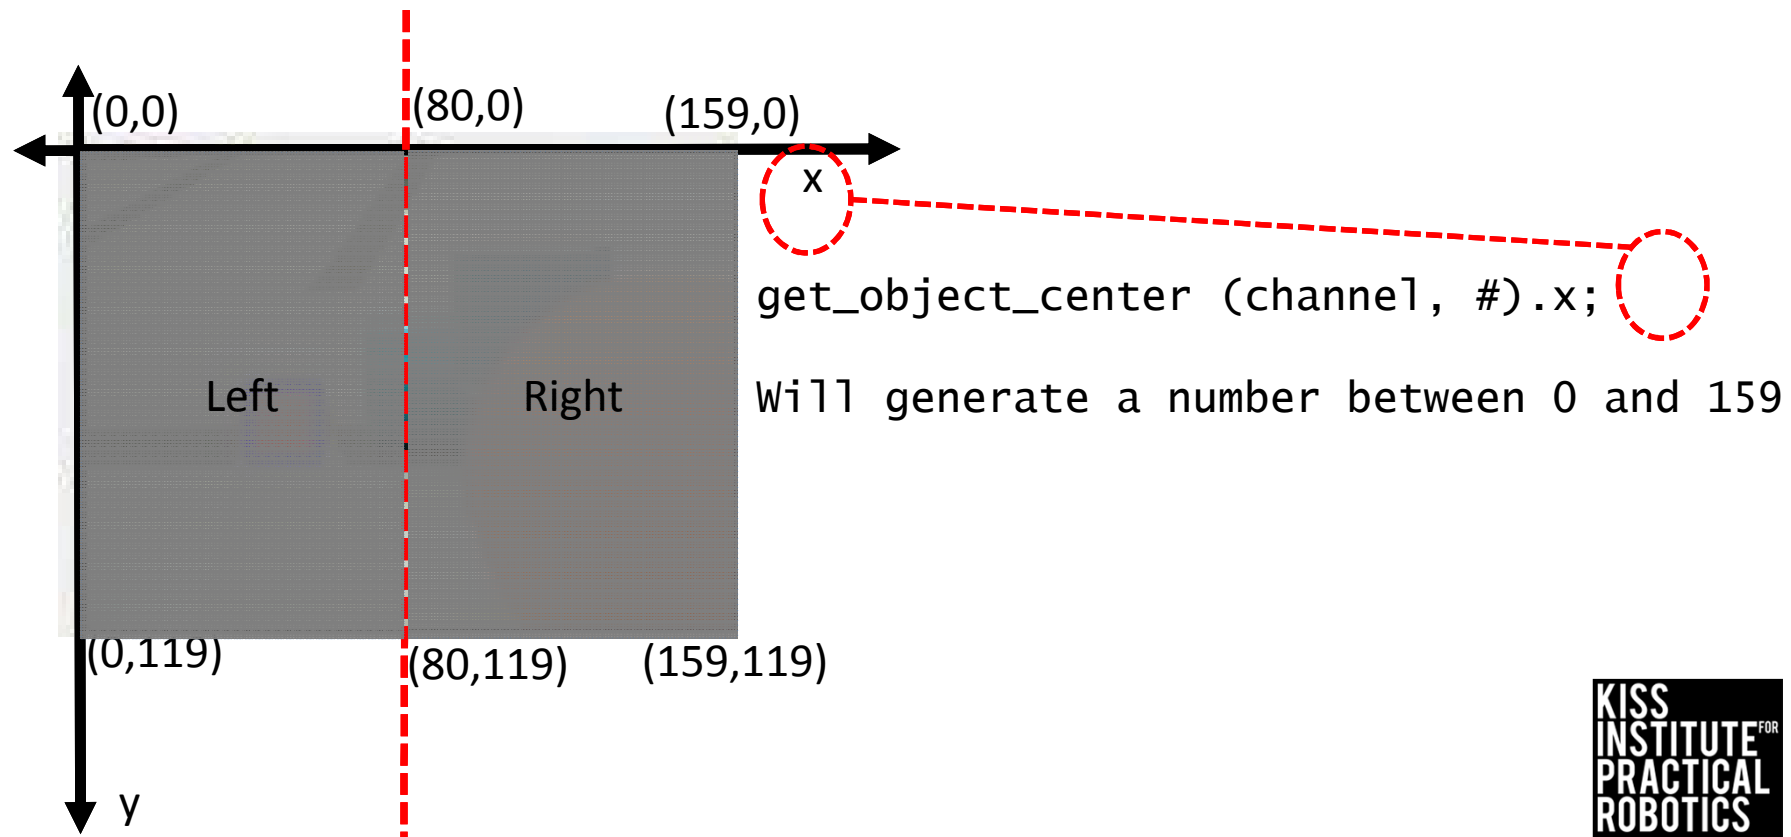 (0,0)
(80,0)
(159,0)
x
get_object_center (channel, #).x;
Left
Right
Will generate a number between 0 and 159
(0,119)
(80,119)
(159,119)
y
KISS
INSTITUTE FOR
PRACTICAL
ROBOTICS